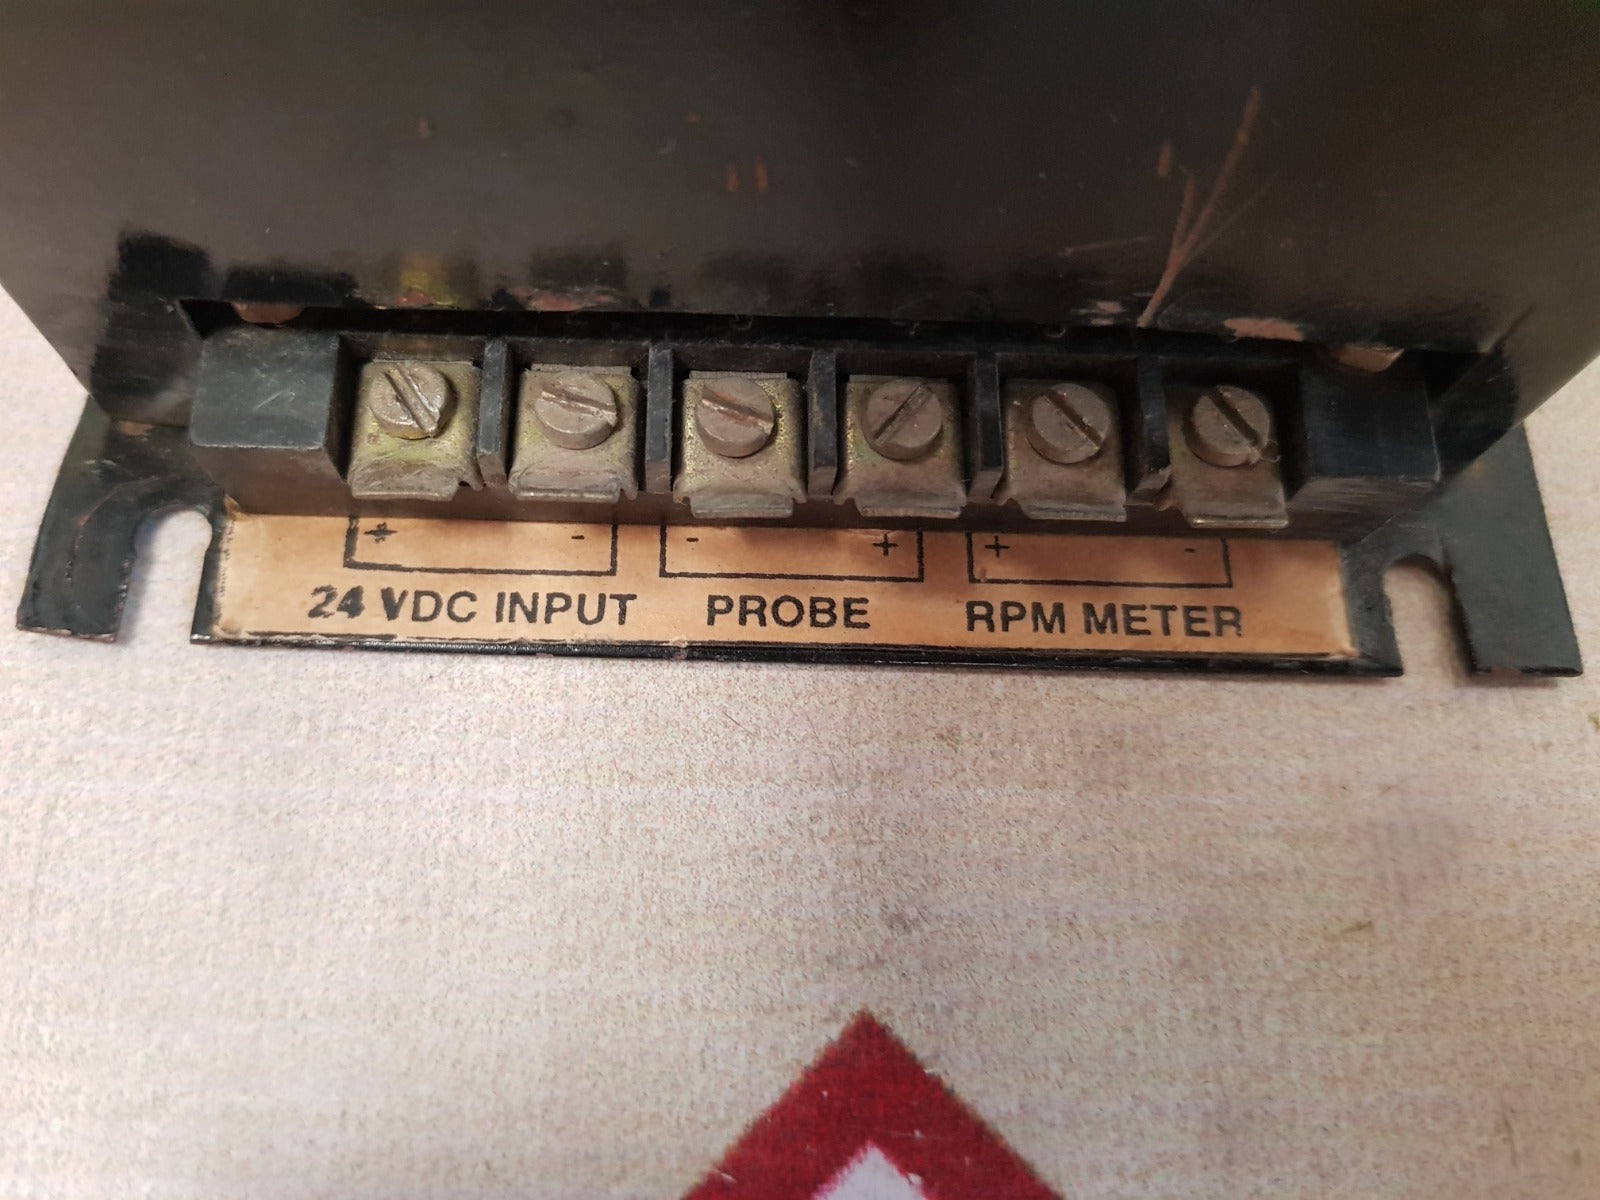 + - - + + -
24 VDC INPUT PROBE RPM METER